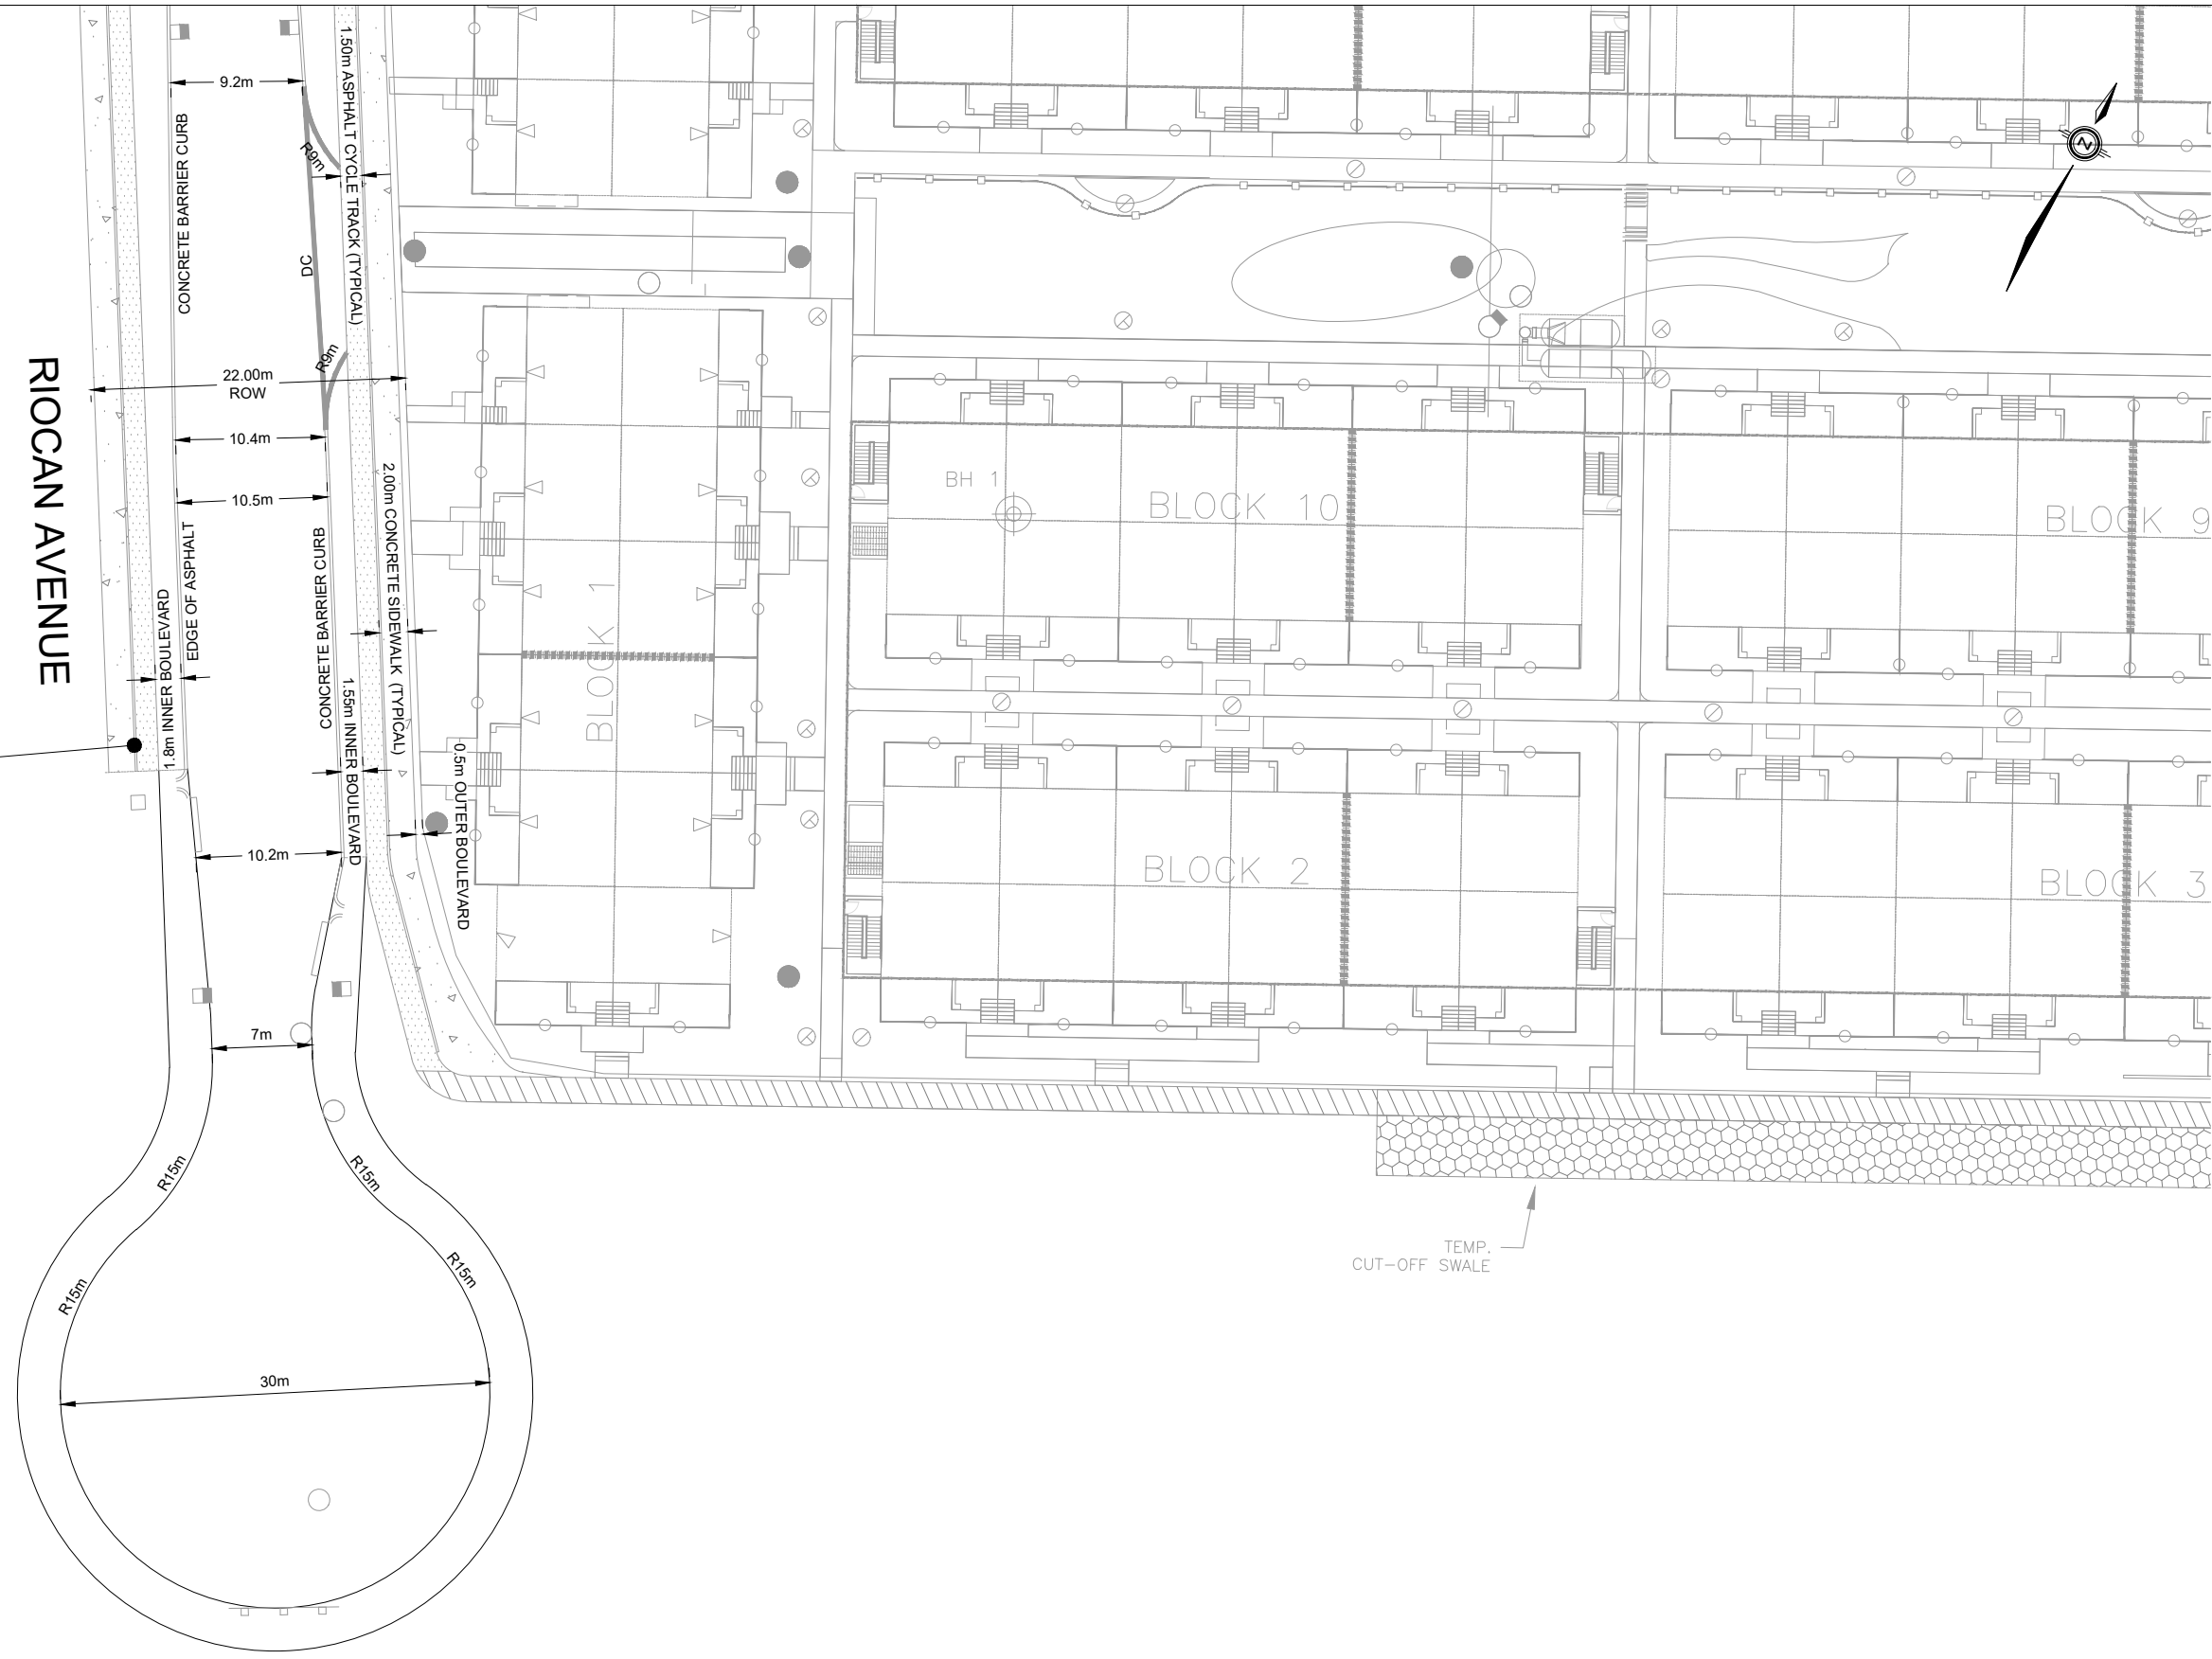 1.50m ASPHALT CYCLE TRACK (TYPICAL)
9.2m
CONCRETE BARRIER CURB
R9m
DC
R9m
22.00m
ROW
RIOCAN AVENUE
10.4m
10.5m
2.00m CONCRETE SIDEWALK (TYPICAL)
EDGE OF ASPHALT
CONCRETE BARRIER CURB
1.8m INNER BOULEVARD
1.55m INNER BOULEVARD
0.5m OUTER BOULEVARD
10.2m
7m
R15m
R15m
R15m
R15m
30m
N
BH 1
BLOCK 10
BLOCK 9
BLOCK 1
BLOCK 2
BLOCK 3
TEMP.
CUT-OFF SWALE